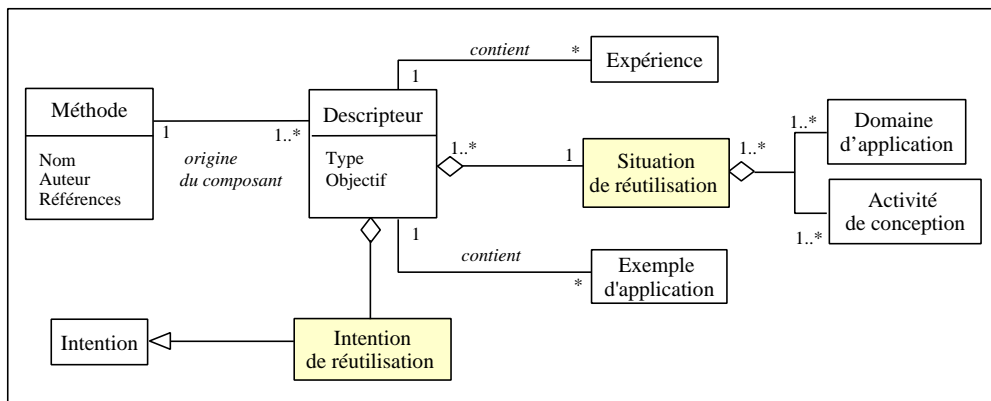 contient
*
Expérience
1
Méthode
Nom
Auteur
Références
1
1..*
origine
du composant
Descripteur
Type
Objectif
1..*
1
Situation
de réutilisation
1..*
1..*
Domaine
d'application
1..*
Activité
de conception
1
contient
*
Exemple
d'application
Intention
Intention
de réutilisation